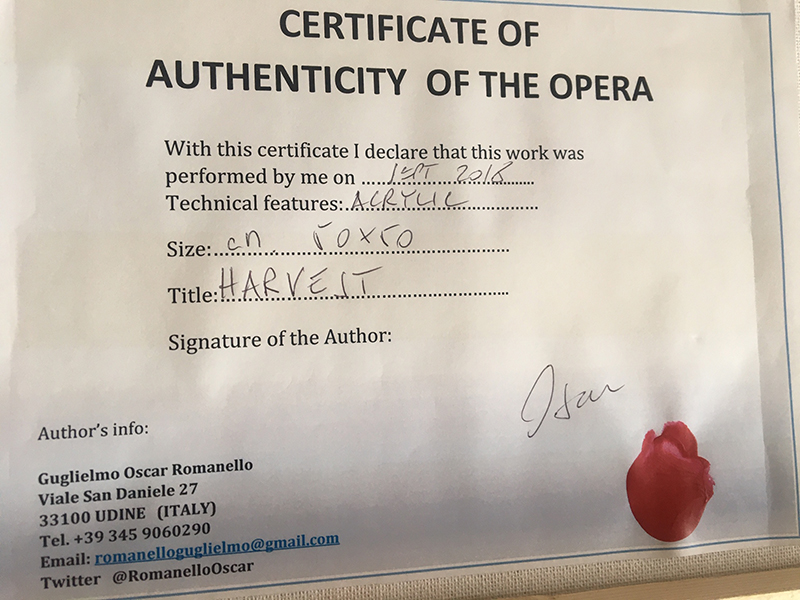 CERTIFICATE OF
AUTHENTICITY OF THE OPERA
With this certificate I declare that this work was
performed by me on ....1 SEPT 2018.......
Technical features:.ACRYLIC..................
Size:...cm. 50x50..................
Title:HARVEST......................
Signature of the Author:
Oscar
Author's info:
Guglielmo Oscar Romanello
Viale San Daniele 27
33100 UDINE (ITALY)
Tel. +39 345 9060290
Email: romanelloguglielmo@gmail.com
Twitter @RomanelloOscar